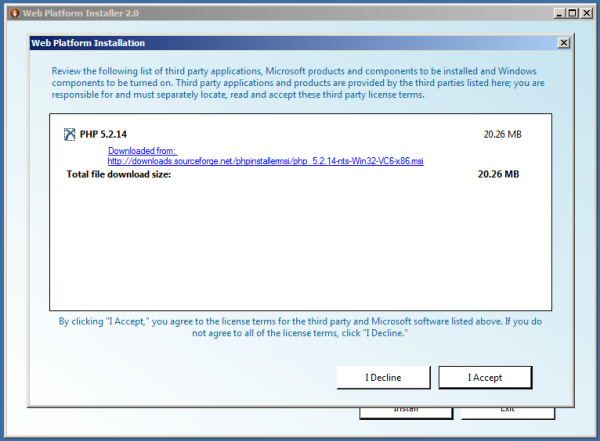 Web Platform Installer 2.0
Web Platform Installation
Review the following list of third party applications, Microsoft products and components to be installed and Windows
components to be turned on. Third party applications and products are provided by the third parties listed here; you are
responsible for and must separately locate, read and accept these third party license terms.
PHP 5.2.14 20.26 MB
Downloaded from:
http://downloads.sourceforge.net/phpinstallermsi/php_5.2.14-nts-Win32-VC6-x86.msi
Total file download size: 20.26 MB
By clicking "I Accept," you agree to the license terms for the third party and Microsoft software listed above. If you do
not agree to all of the license terms, click "I Decline."
I Decline I Accept
Install Exit